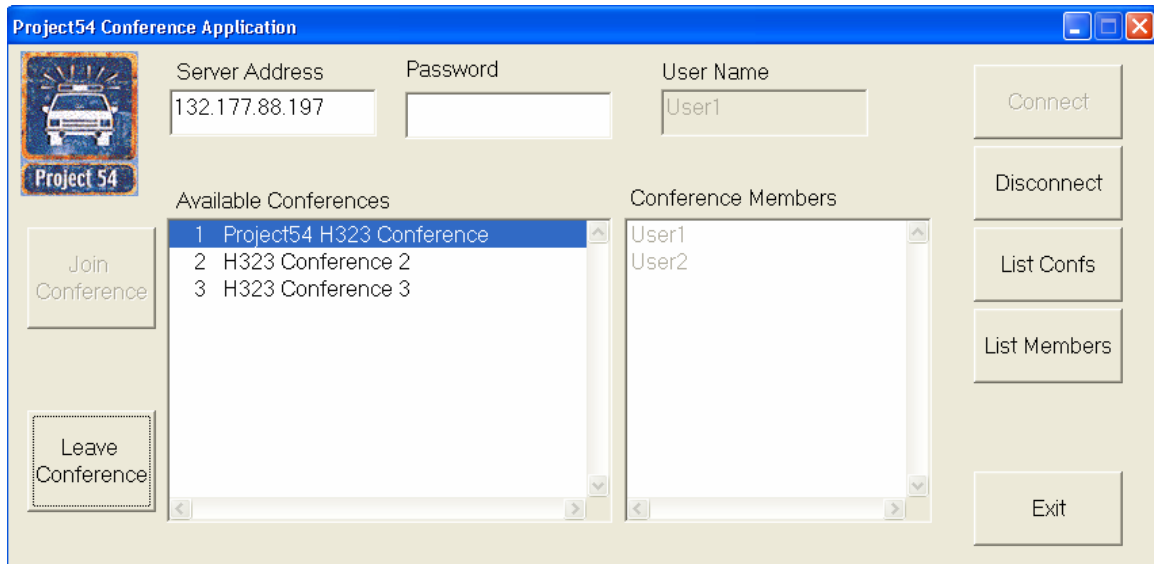 Project54 Conference Application
Server Address
Password
User Name
132.177.88.197
User1
Connect
Project 54
Disconnect
Available Conferences
Conference Members
1 Project54 H323 Conference
2 H323 Conference 2
3 H323 Conference 3
User1
User2
Join
Conference
List Confs
List Members
Leave
Conference
Exit